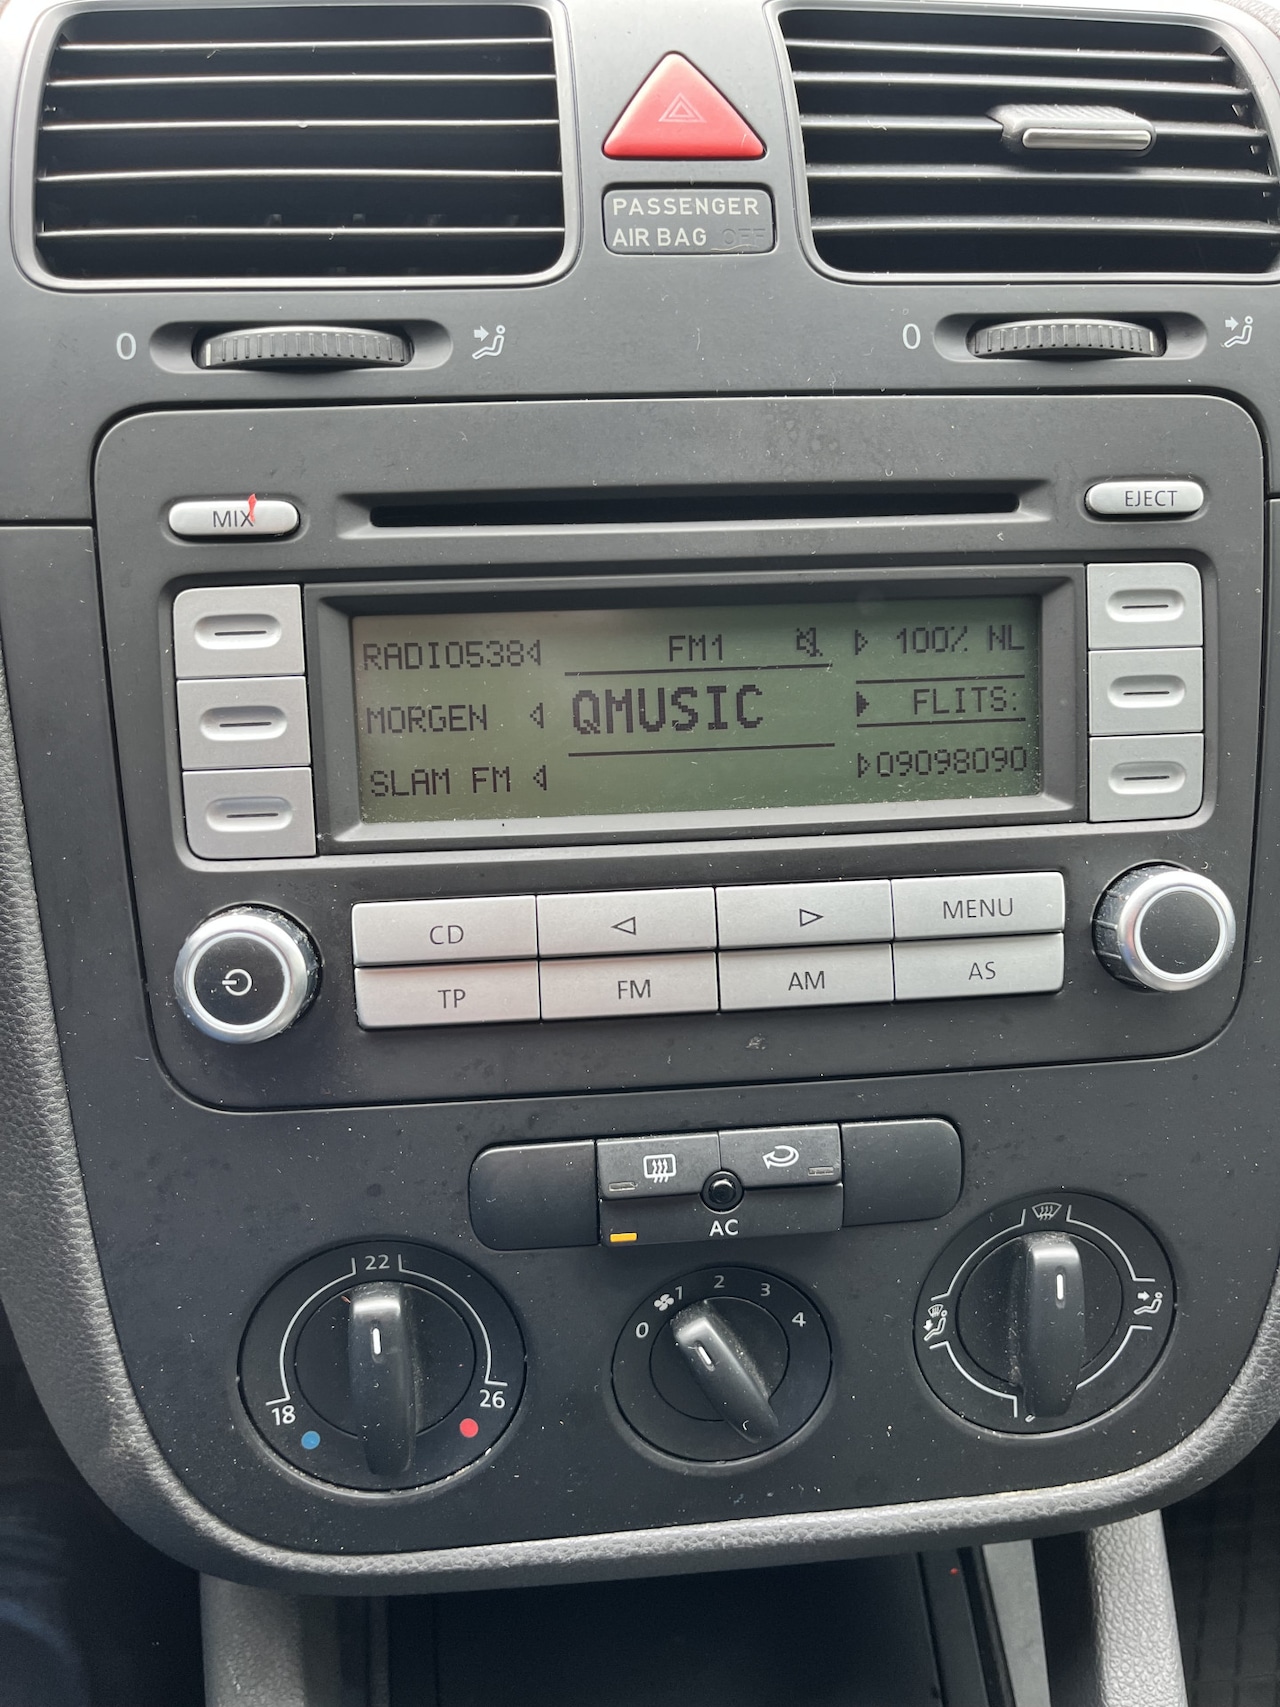 PASSENGER
AIR BAG OFF
0
0
MIX
EJECT
RADIO538 FM1 100% NL
MORGEN QMUSIC FLITS:
SLAM FM 09098090
CD MENU
TP FM AM AS
AC
22
18 26
0 1 2 3 4